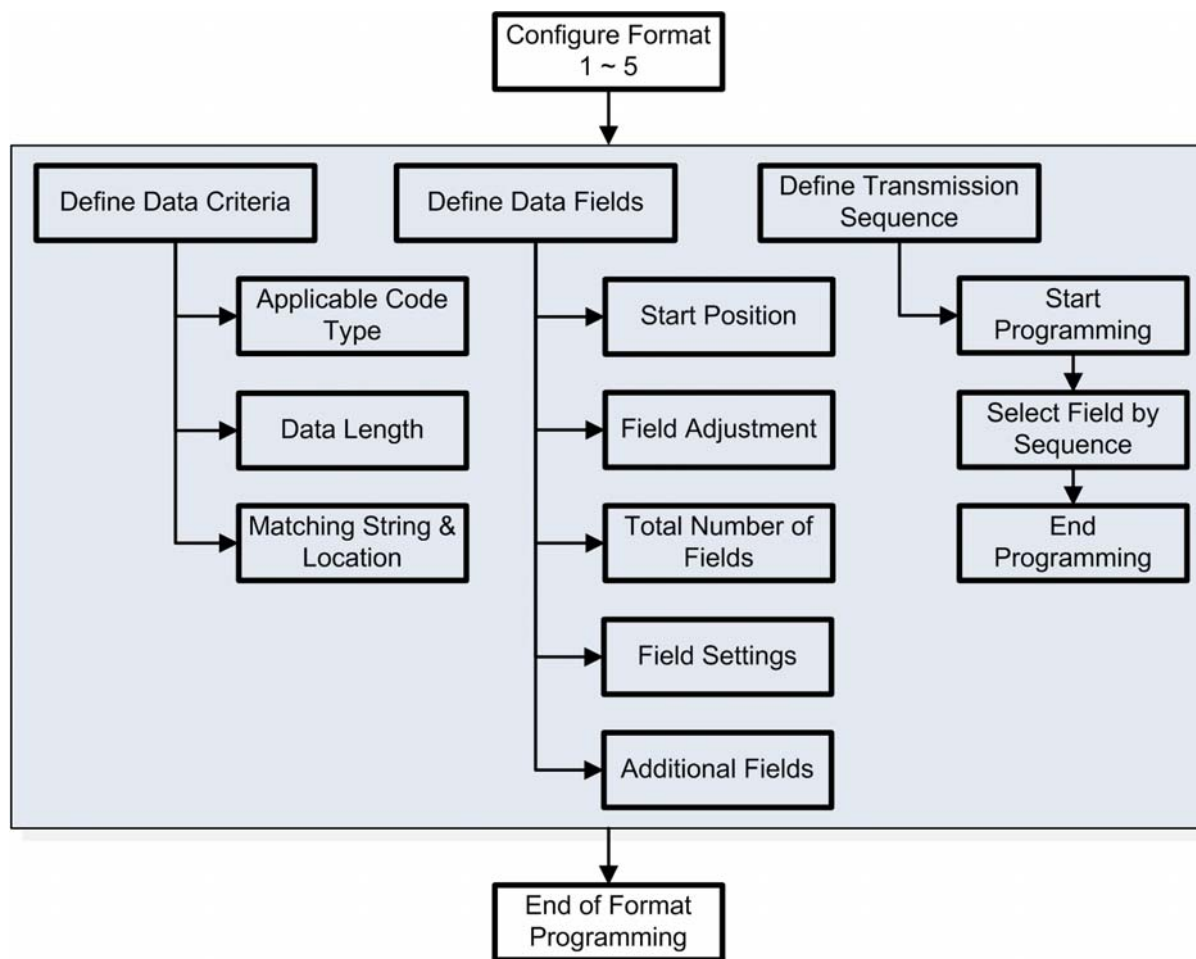 Configure Format
1 ~ 5
Define Data Criteria
Applicable Code
Type
Data Length
Matching String &
Location
Define Data Fields
Start Position
Field Adjustment
Total Number of
Fields
Field Settings
Additional Fields
Define Transmission
Sequence
Start
Programming
Select Field by
Sequence
End
Programming
End of Format
Programming